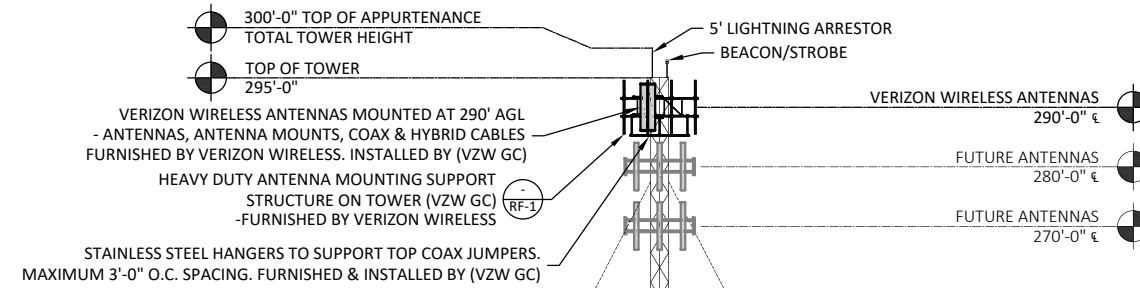 300'-0" TOP OF APPURTENANCE
TOTAL TOWER HEIGHT
5' LIGHTNING ARRESTOR
BEACON/STROBE
TOP OF TOWER
295'-0"
VERIZON WIRELESS ANTENNAS
290'-0" ℄
VERIZON WIRELESS ANTENNAS MOUNTED AT 290' AGL
- ANTENNAS, ANTENNA MOUNTS, COAX & HYBRID CABLES
FURNISHED BY VERIZON WIRELESS. INSTALLED BY (VZW GC)
FUTURE ANTENNAS
280'-0" ℄
HEAVY DUTY ANTENNA MOUNTING SUPPORT
STRUCTURE ON TOWER (VZW GC)
-FURNISHED BY VERIZON WIRELESS
-
RF-1
FUTURE ANTENNAS
270'-0" ℄
STAINLESS STEEL HANGERS TO SUPPORT TOP COAX JUMPERS.
MAXIMUM 3'-0" O.C. SPACING. FURNISHED & INSTALLED BY (VZW GC)